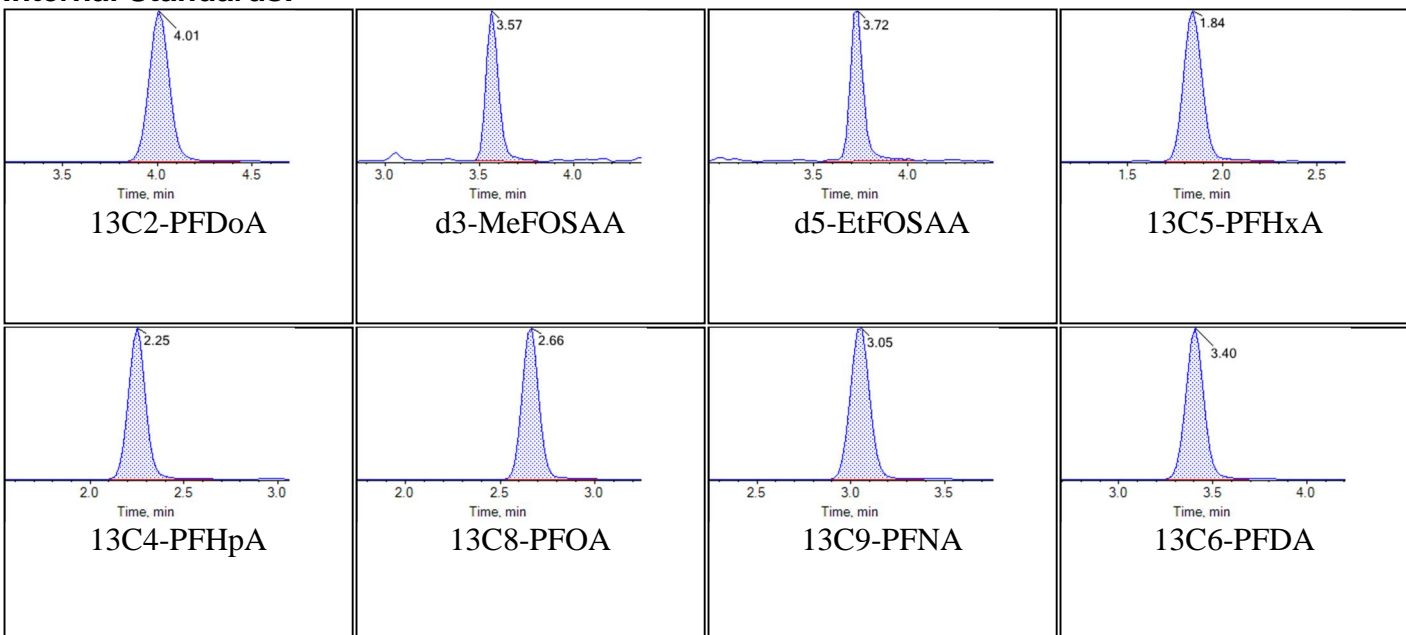 Internal Standards:
4.01
3.57
3.72
1.84
3.5 4.0 4.5
3.0 3.5 4.0
3.5 4.0
1.5 2.0 2.5
Time, min
Time, min
Time, min
Time, min
13C2-PFDoA
d3-MeFOSAA
d5-EtFOSAA
13C5-PFHxA
2.25
2.66
3.05
3.40
2.0 2.5 3.0
2.0 2.5 3.0
2.5 3.0 3.5
3.0 3.5 4.0
Time, min
Time, min
Time, min
Time, min
13C4-PFHpA
13C8-PFOA
13C9-PFNA
13C6-PFDA